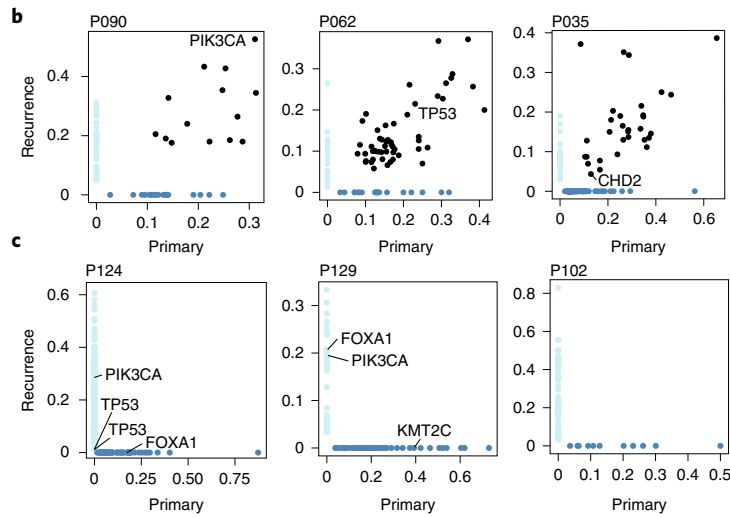 b
P090
P062
P035
PIK3CA
TP53
CHD2
Recurrence
0.4
0.2
0
0.3
0.2
0.1
0
0.4
0.3
0.2
0.1
0
0 0.1 0.2 0.3
0 0.1 0.2 0.3 0.4
0 0.2 0.4 0.6
Primary
Primary
Primary
c
P124
P129
P102
PIK3CA
TP53
TP53
FOXA1
FOXA1
PIK3CA
KMT2C
Recurrence
0.6
0.4
0.2
0
0.3
0.2
0.1
0
0.8
0.6
0.4
0.2
0
0 0.25 0.75
0 0.2 0.4 0.6
0 0.1 0.2 0.3 0.5
Primary
Primary
Primary